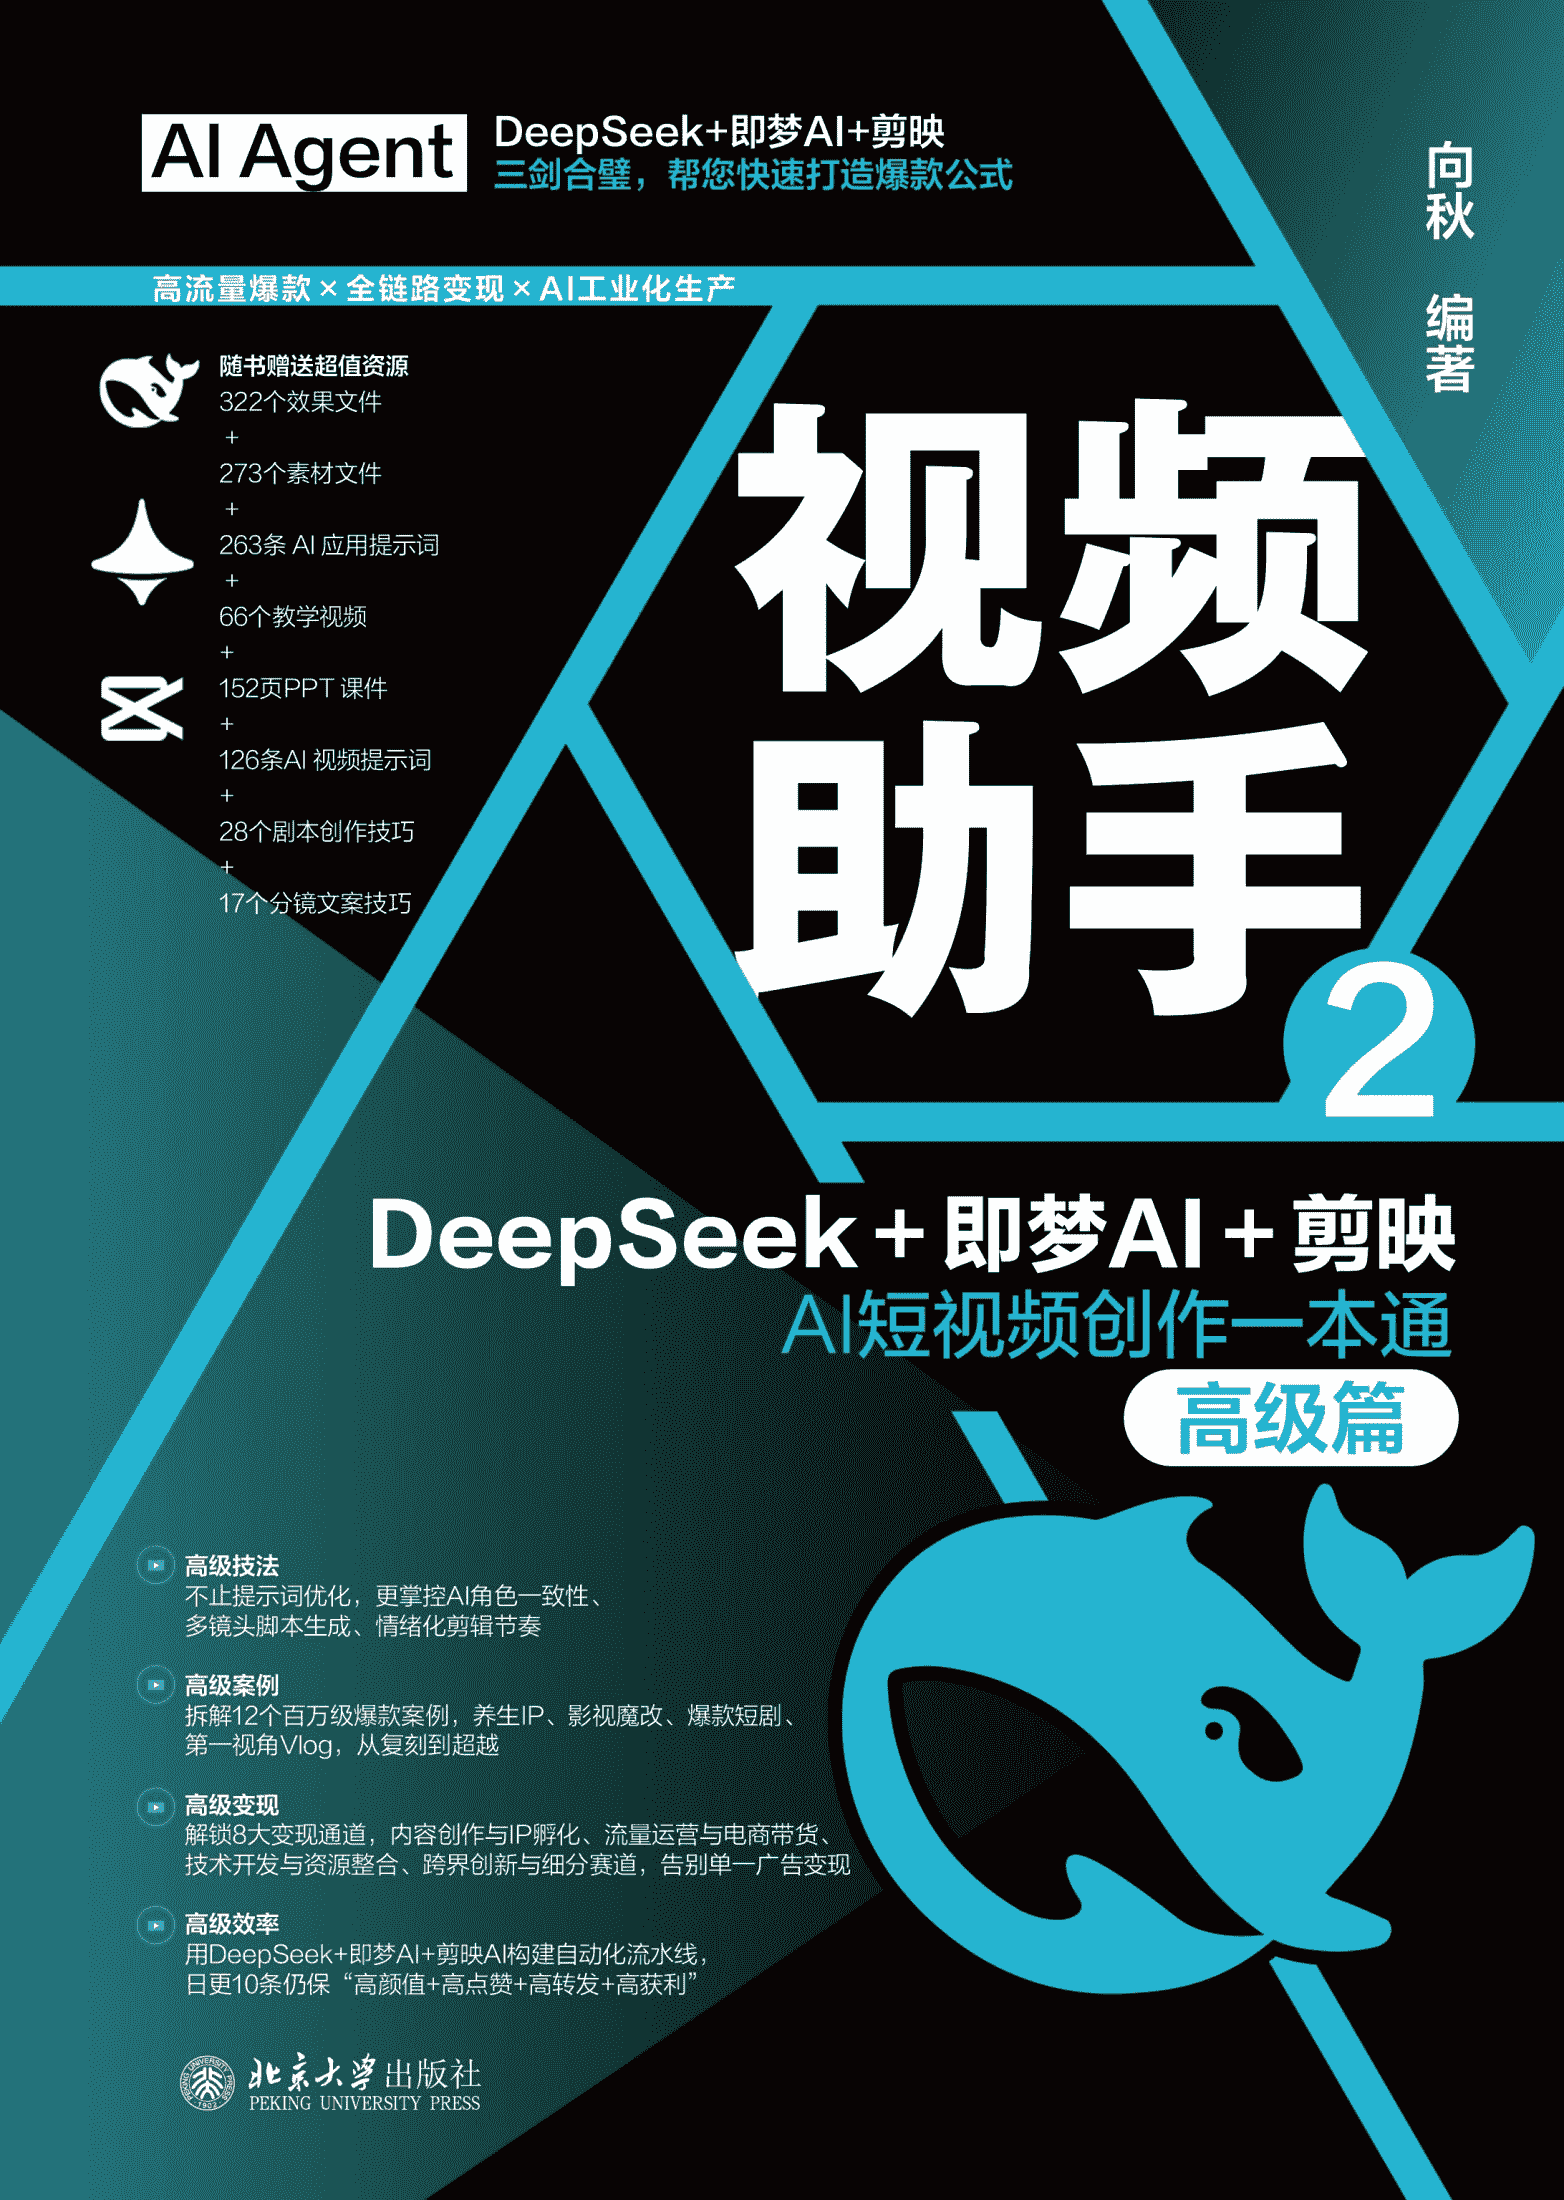 AI Agent
DeepSeek+即梦AI+剪映
三剑合璧，帮您快速打造爆款公式
向秋 编著
高流量爆款×全链路变现×AI工业化生产
随书赠送超值资源
322个效果文件
+
273个素材文件
+
263条 AI 应用提示词
+
66个教学视频
+
152页PPT 课件
+
126条AI 视频提示词
+
28个剧本创作技巧
+
17个分镜文案技巧
视频
助手
2
DeepSeek+即梦AI+剪映
AI短视频创作一本通
高级篇
高级技法
不止提示词优化，更掌控AI角色一致性、
多镜头脚本生成、情绪化剪辑节奏
高级案例
拆解12个百万级爆款案例，养生IP、影视魔改、爆款短剧、
第一视角Vlog，从复刻到超越
高级变现
解锁8大变现通道，内容创作与IP孵化、流量运营与电商带货、
技术开发与资源整合、跨界创新与细分赛道，告别单一广告变现
高级效率
用DeepSeek+即梦AI+剪映AI构建自动化流水线，
日更10条仍保“高颜值+高点赞+高转发+高获利”
北京大学出版社
PEKING UNIVERSITY PRESS
PEKING UNIVERSITY PRESS
1902